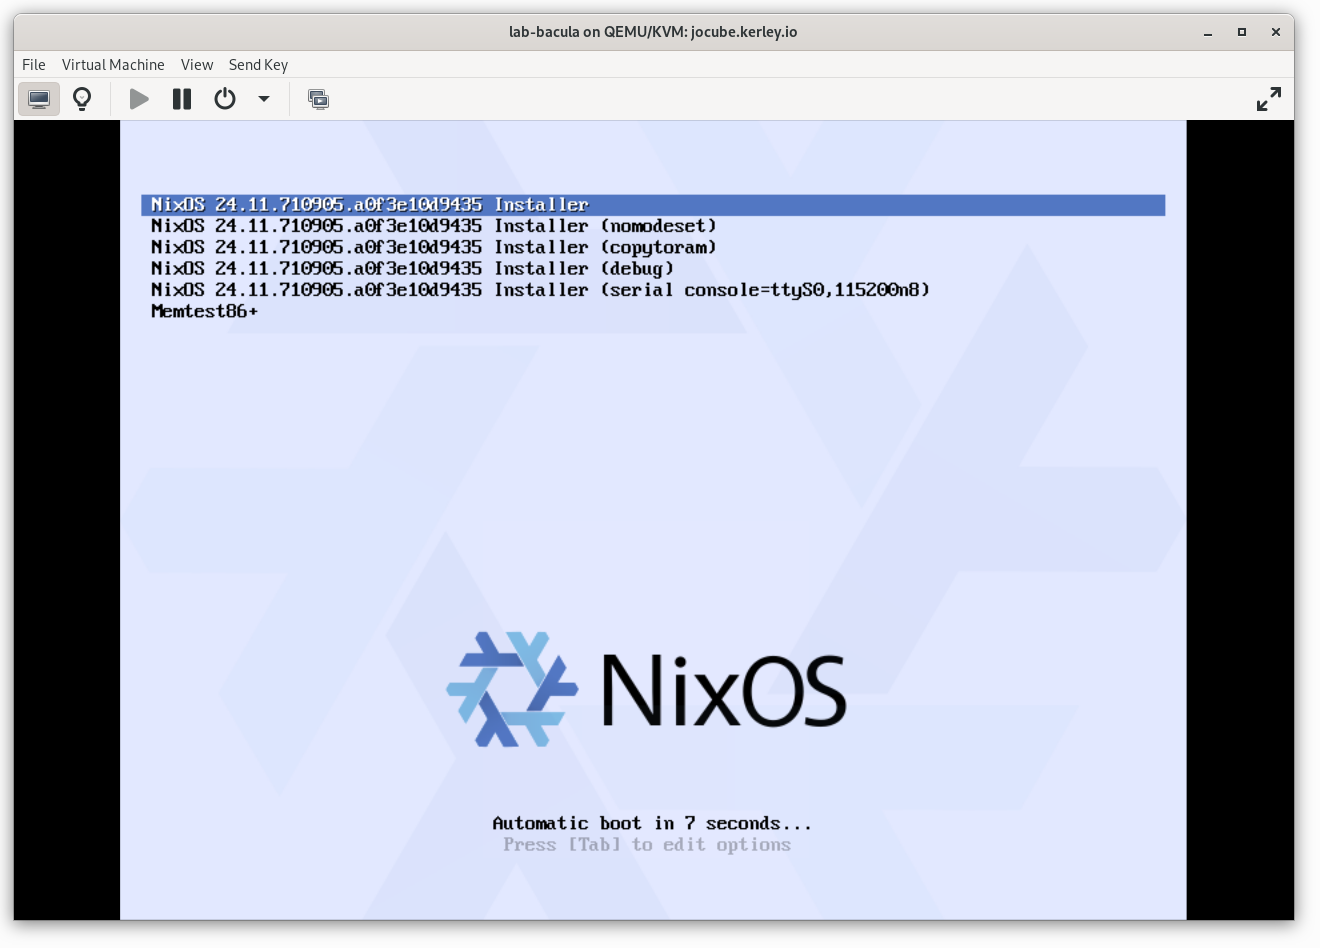 lab-bacula on QEMU/KVM: jocube.kerley.io
File Virtual Machine View Send Key
NixOS 24.11.710905.a0f3e10d9435 Installer
NixOS 24.11.710905.a0f3e10d9435 Installer (nomodeset)
NixOS 24.11.710905.a0f3e10d9435 Installer (copytoram)
NixOS 24.11.710905.a0f3e10d9435 Installer (debug)
NixOS 24.11.710905.a0f3e10d9435 Installer (serial console=ttyS0,115200n8)
Memtest86+
NixOS
Automatic boot in 7 seconds...
Press [Tab] to edit options